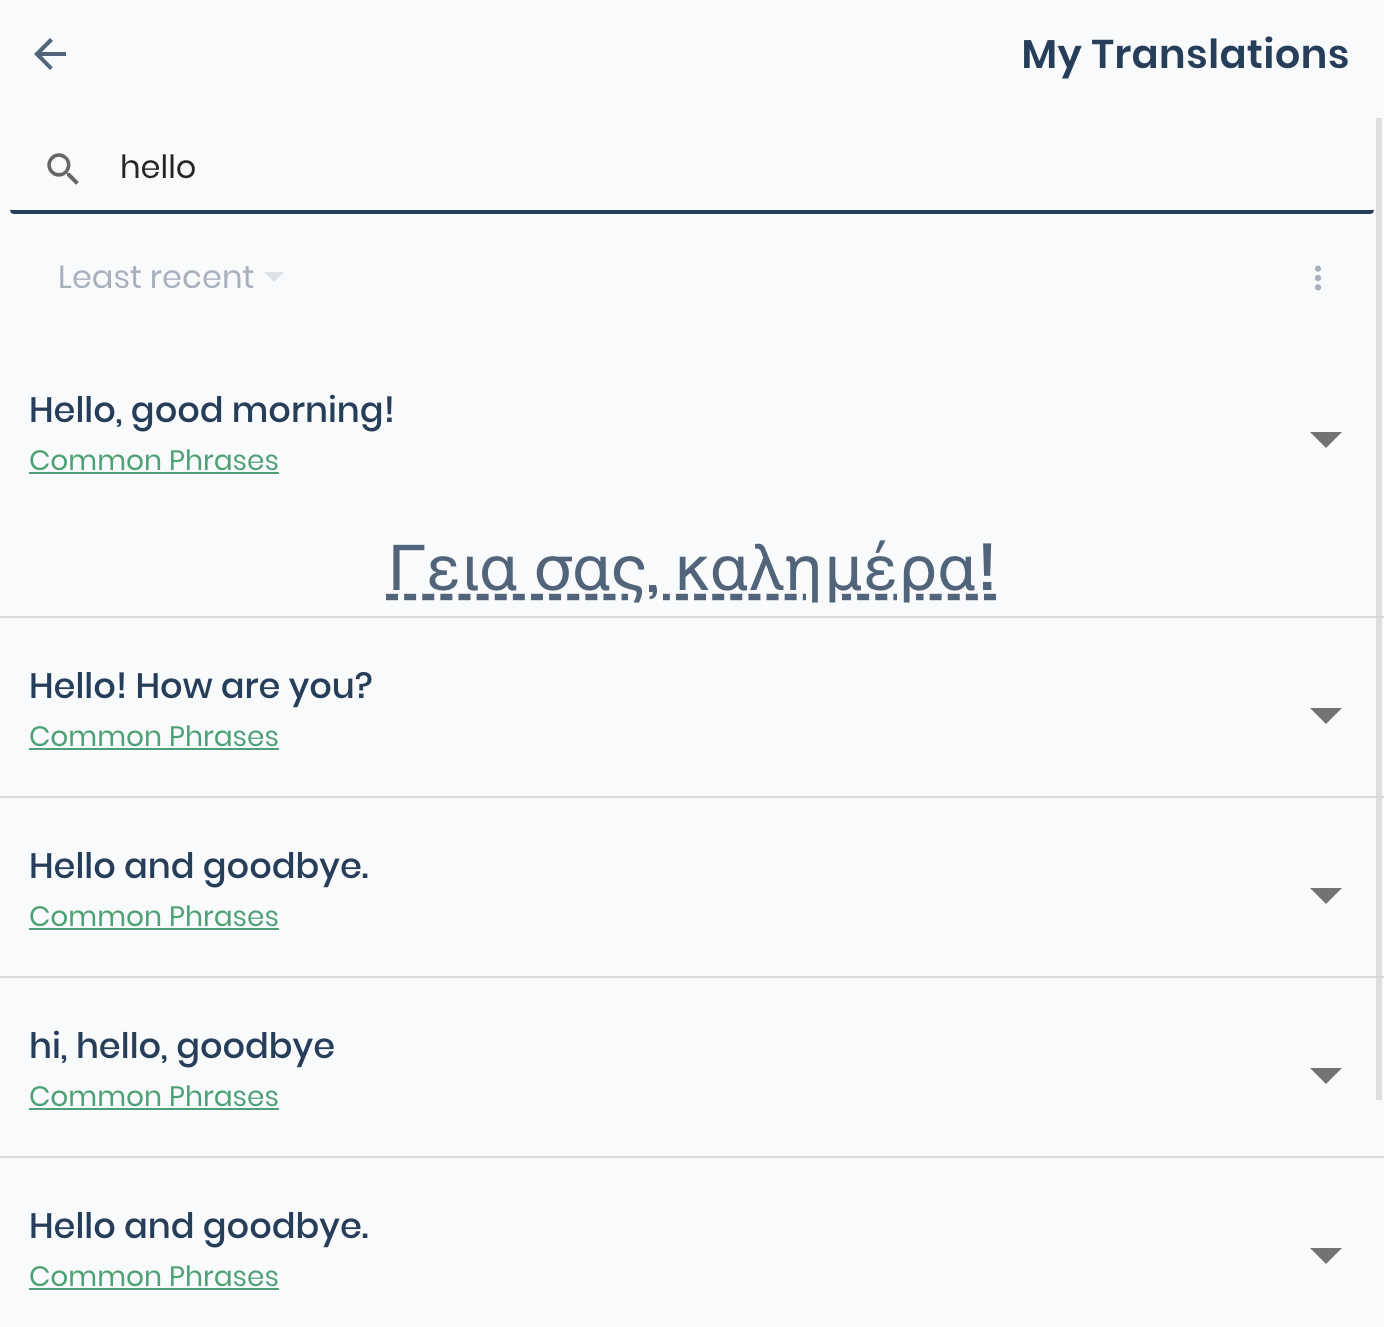 My Translations
hello
Least recent
Hello, good morning!
Common Phrases
Γεια σας, καλημέρα!
Hello! How are you?
Common Phrases
Hello and goodbye.
Common Phrases
hi, hello, goodbye
Common Phrases
Hello and goodbye.
Common Phrases